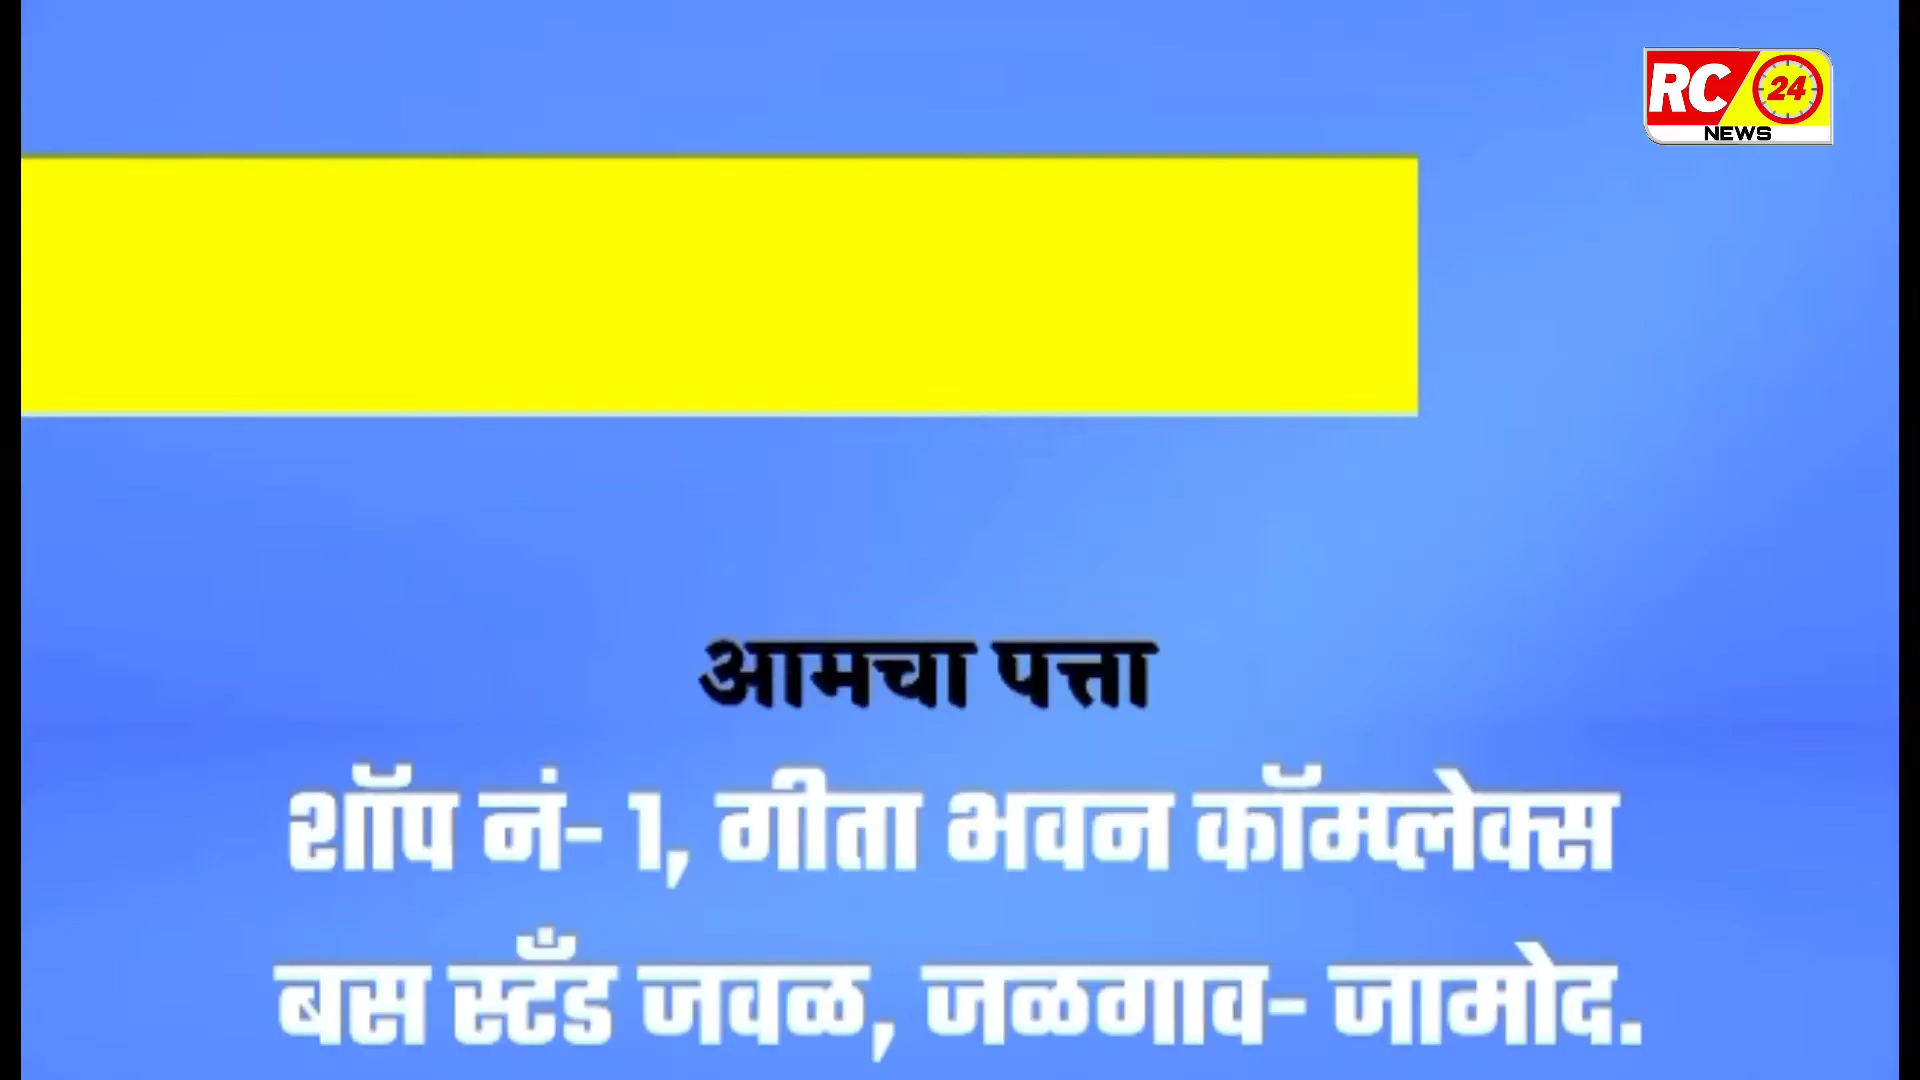 RC 24
NEWS
आमचा पत्ता
शॉप नं- 1, गीता भवन कॉम्प्लेक्स
बस स्टँड जवळ, जळगाव- जामोद.